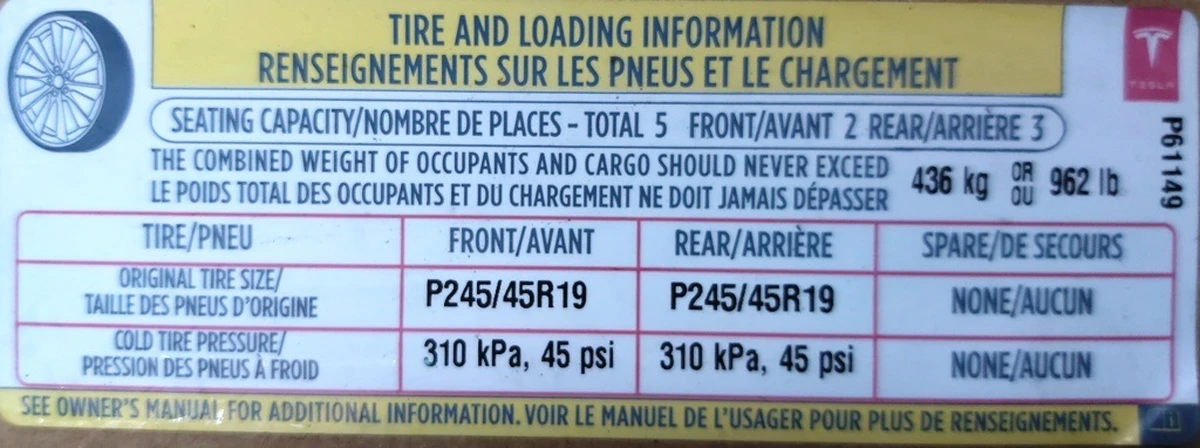 TIRE AND LOADING INFORMATION
RENSEIGNEMENTS SUR LES PNEUS ET LE CHARGEMENT
TESLA
SEATING CAPACITY/NOMBRE DE PLACES - TOTAL 5 FRONT/AVANT 2 REAR/ARRIÈRE 3
THE COMBINED WEIGHT OF OCCUPANTS AND CARGO SHOULD NEVER EXCEED
LE POIDS TOTAL DES OCCUPANTS ET DU CHARGEMENT NE DOIT JAMAIS DÉPASSER
436 kg OR OU 962 lb
P61149
TIRE/PNEU FRONT/AVANT REAR/ARRIÈRE SPARE/DE SECOURS
ORIGINAL TIRE SIZE/
TAILLE DES PNEUS D'ORIGINE
P245/45R19 P245/45R19 NONE/AUCUN
COLD TIRE PRESSURE/
PRESSION DES PNEUS À FROID
310 kPa, 45 psi 310 kPa, 45 psi NONE/AUCUN
SEE OWNER'S MANUAL FOR ADDITIONAL INFORMATION. VOIR LE MANUEL DE L'USAGER POUR PLUS DE RENSEIGNEMENTS.